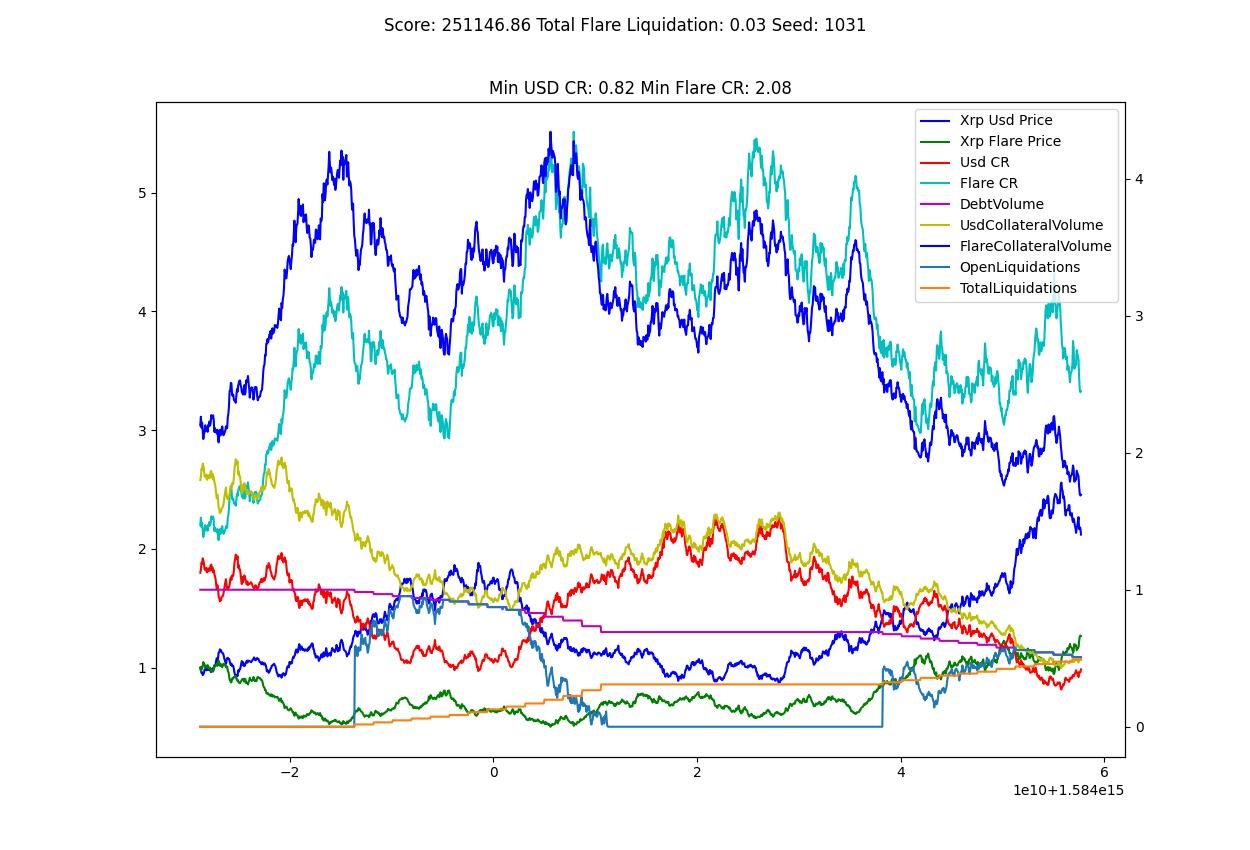 Score: 251146.86 Total Flare Liquidation: 0.03 Seed: 1031
Min USD CR: 0.82 Min Flare CR: 2.08
Xrp Usd Price
Xrp Flare Price
Usd CR
Flare CR
DebtVolume
UsdCollateralVolume
FlareCollateralVolume
OpenLiquidations
TotalLiquidations
5
4
3
2
1
4
3
2
1
0
−2
0
2
4
6
1e10+1.584e15